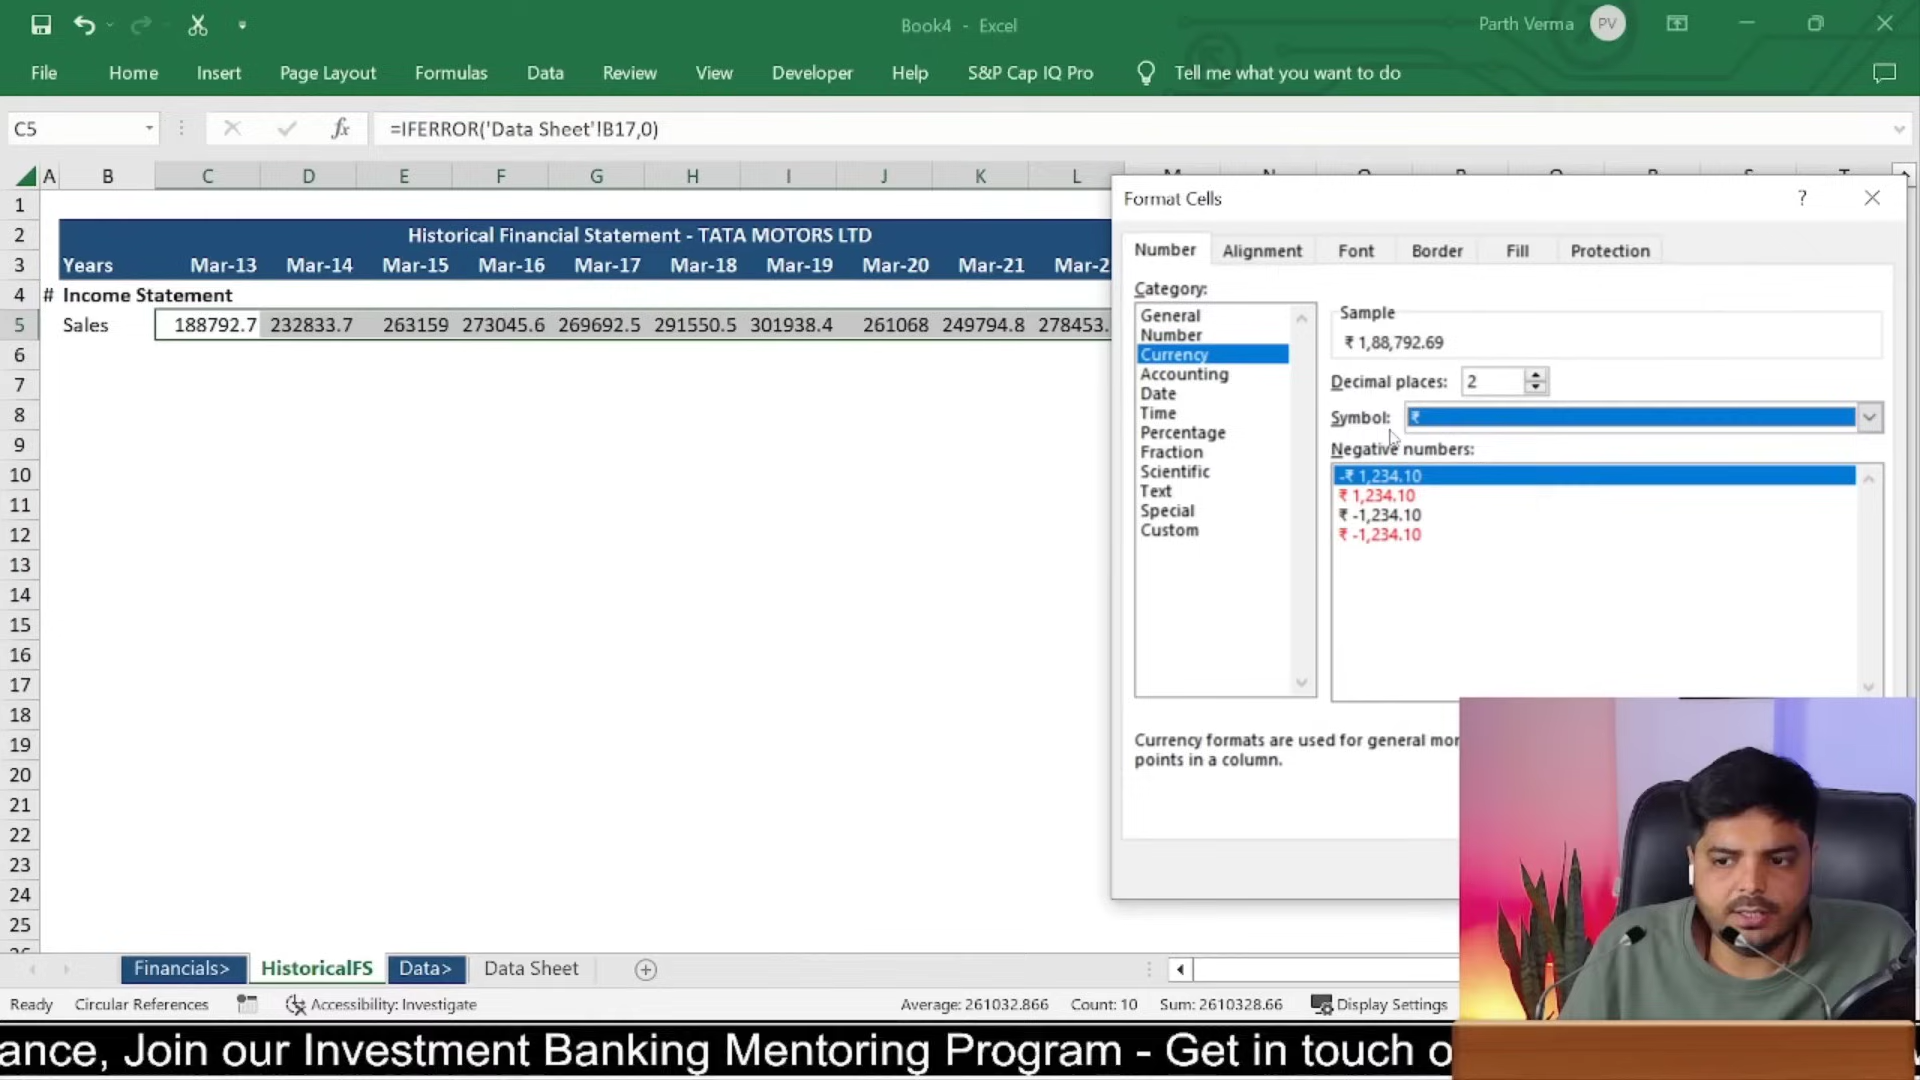 Book4 - Excel
Parth Verma PV
File Home Insert Page Layout Formulas Data Review View Developer Help S&P Cap IQ Pro Tell me what you want to do
C5 fx =IFERROR('Data Sheet'!B17,0)
A B C D E F G H I J K L
1
2 Historical Financial Statement - TATA MOTORS LTD
3 Years Mar-13 Mar-14 Mar-15 Mar-16 Mar-17 Mar-18 Mar-19 Mar-20 Mar-21 Mar-2
4 # Income Statement
5 Sales 188792.7 232833.7 263159 273045.6 269692.5 291550.5 301938.4 261068 249794.8 278453.
6
7
8
9
10
11
12
13
14
15
16
17
18
19
20
21
22
23
24
25
Format Cells ?
Number Alignment Font Border Fill Protection
Category:
General
Number
Currency
Accounting
Date
Time
Percentage
Fraction
Scientific
Text
Special
Custom
Sample
₹ 1,88,792.69
Decimal places: 2
Symbol: ₹
Negative numbers:
-₹ 1,234.10
₹ 1,234.10
₹ -1,234.10
₹ -1,234.10
Currency formats are used for general mor
points in a column.
Financials> HistoricalFS Data> Data Sheet
Ready Circular References Accessibility: Investigate Average: 261032.866 Count: 10 Sum: 2610328.66 Display Settings
ance, Join our Investment Banking Mentoring Program - Get in touch o